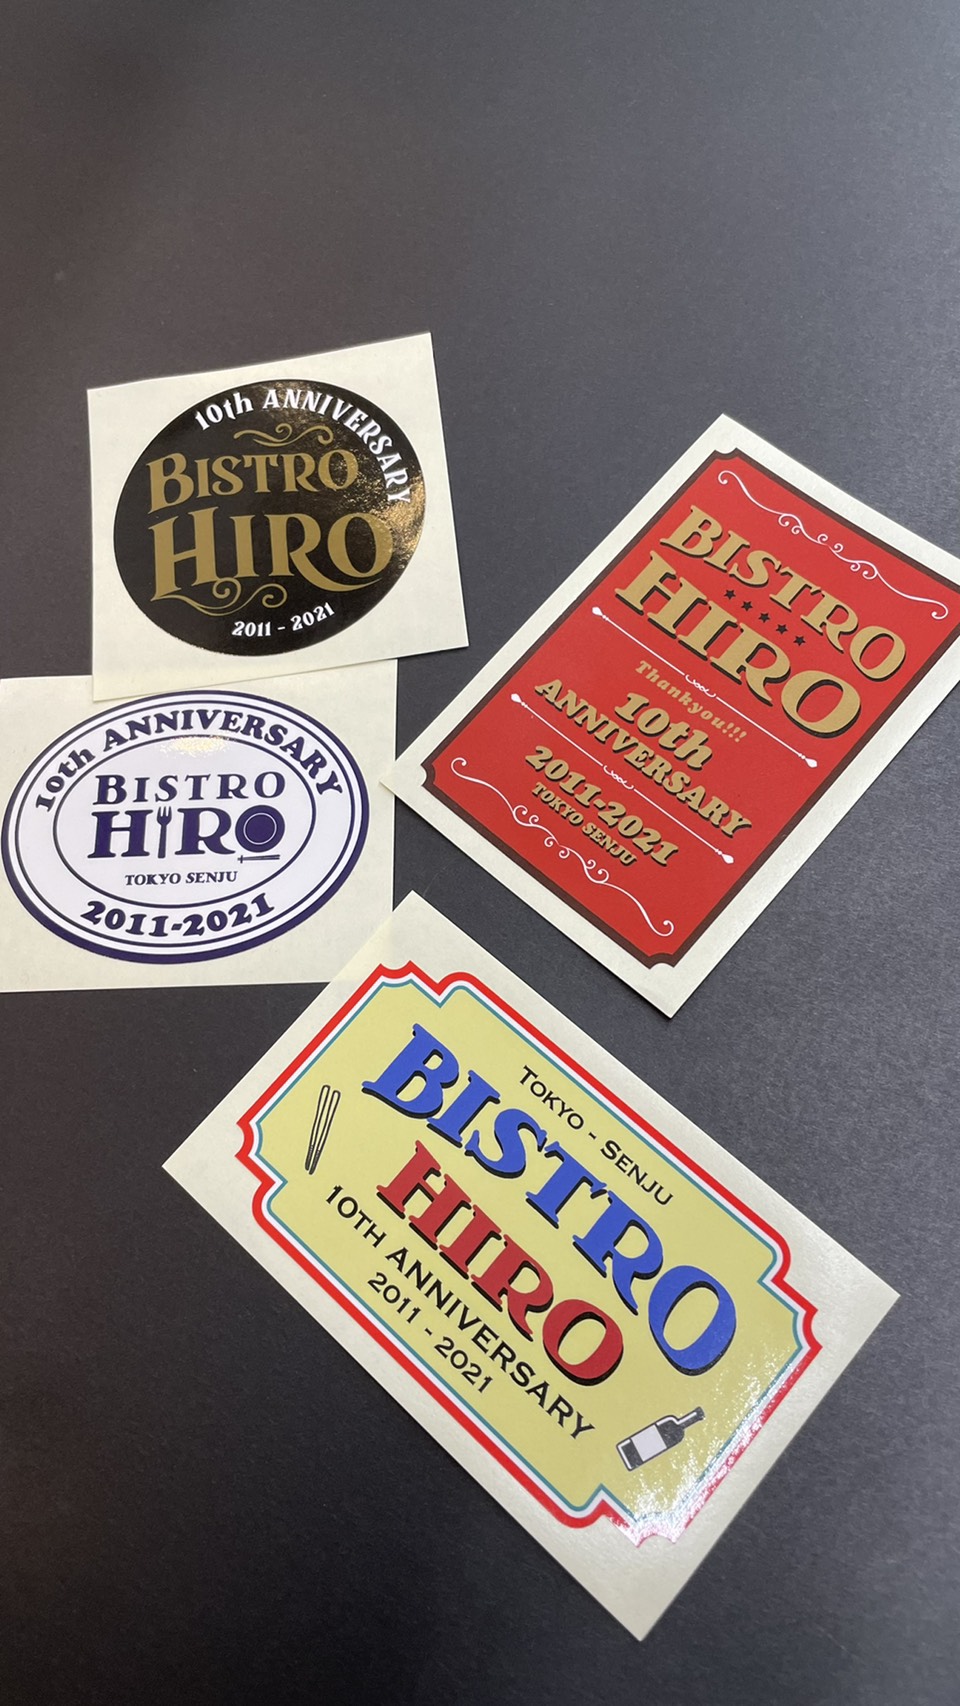 10th ANNIVERSARY
BISTRO
HIRO
2011 - 2021
BISTRO
HIRO
Thankyou!!!
10th
ANNIVERSARY
2011-2021
TOKYO SENJU
10th ANNIVERSARY
BISTRO
HIRO
TOKYO SENJU
2011-2021
TOKYO - SENJU
BISTRO
HIRO
10TH ANNIVERSARY
2011 - 2021